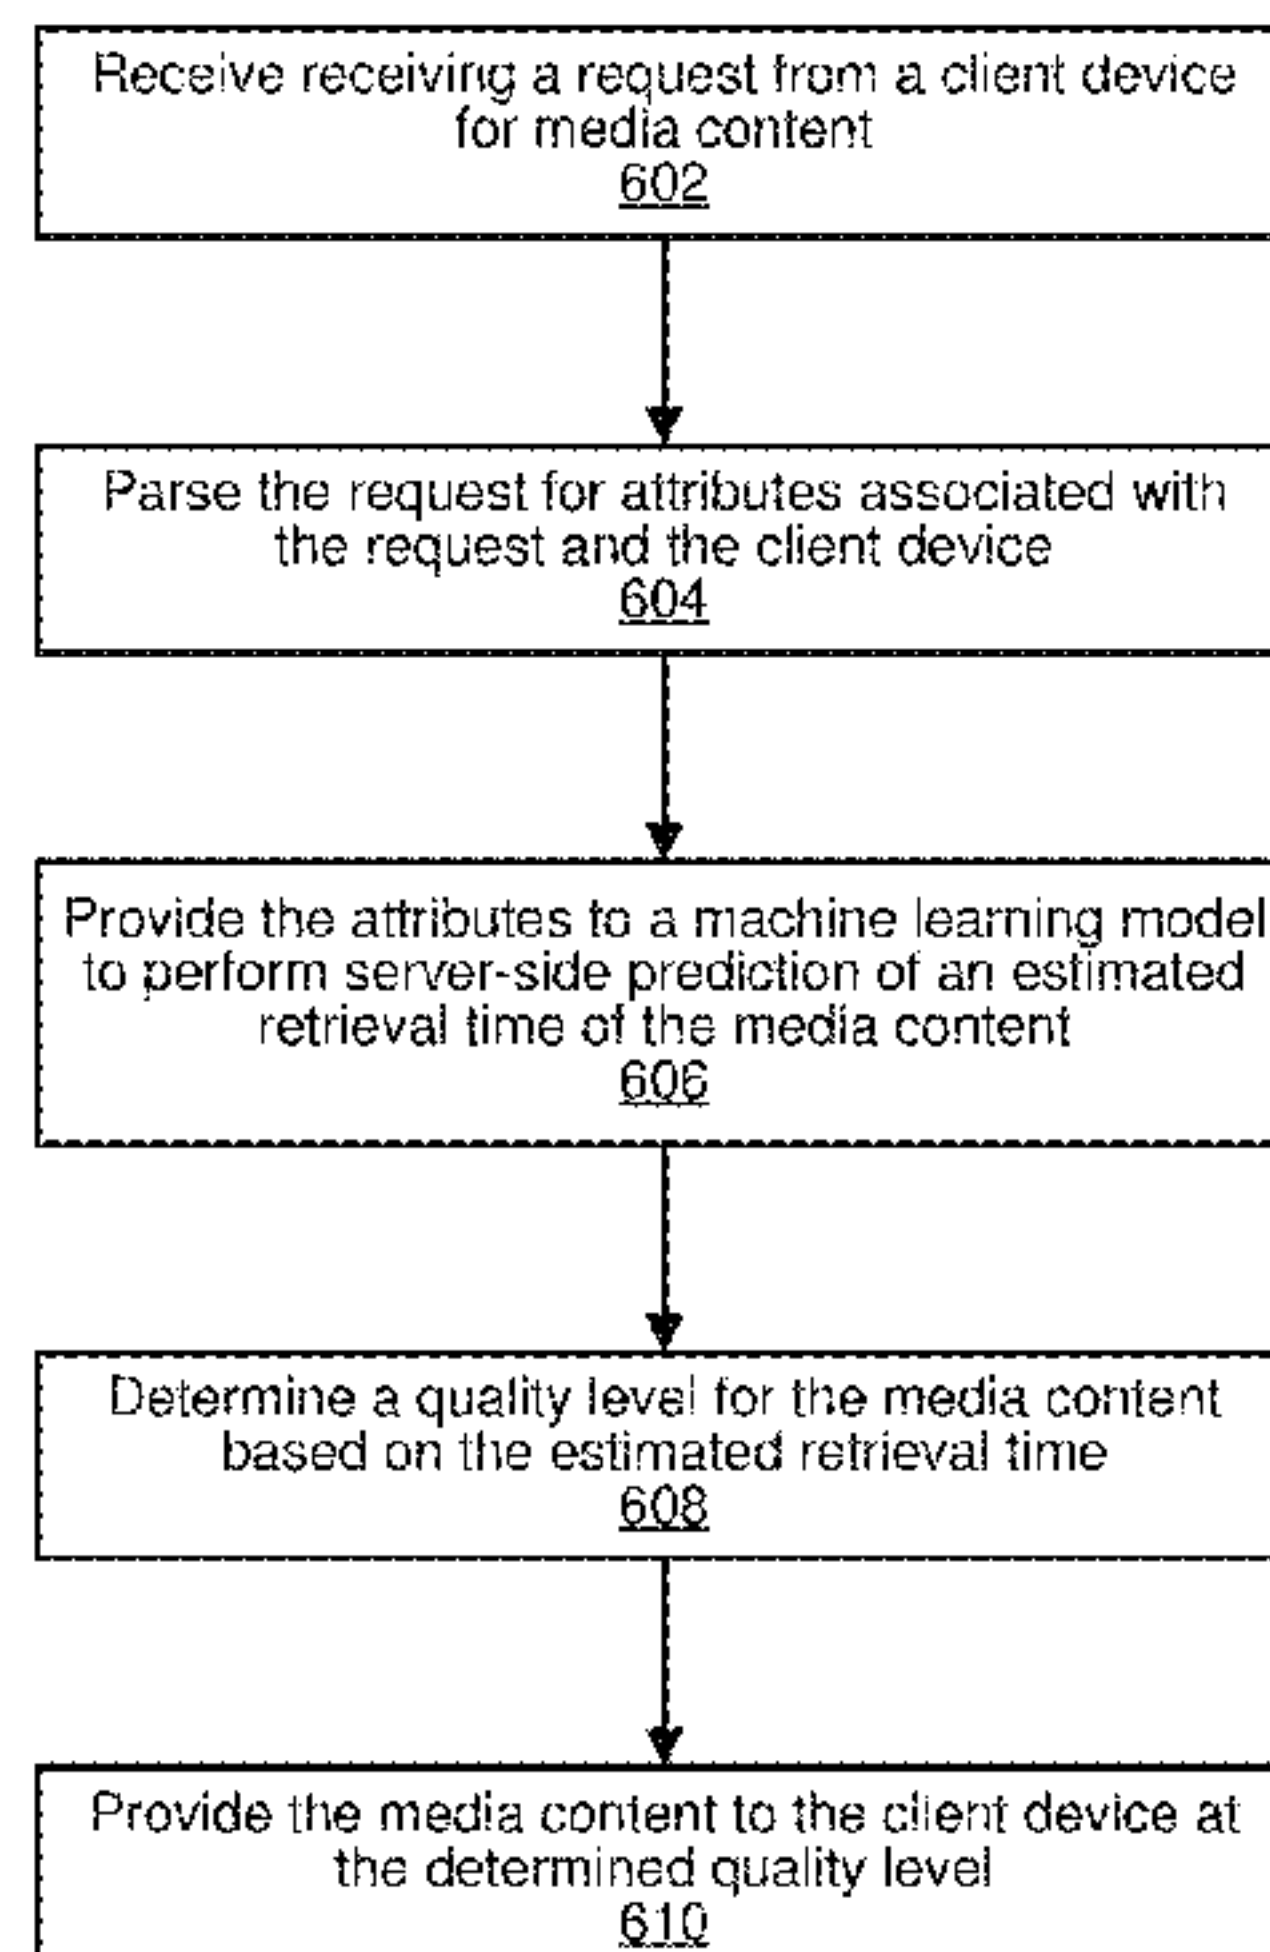 Receive receiving a request from a client device
for media content
602
Parse the request for attributes associated with
the request and the client device
604
Provide the attributes to a machine learning model
to perform server-side prediction of an estimated
retrieval time of the media content
606
Determine a quality level for the media content
based on the estimated retrieval time
608
Provide the media content to the client device at
the determined quality level
610